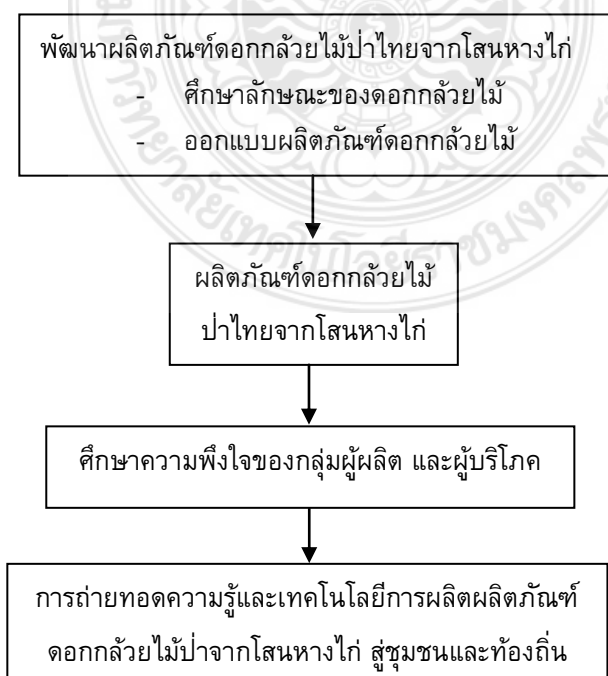 พัฒนาผลิตภัณฑ์ดอกกล้วยไม้ป่าไทยจากโสนหางไก่
- ศึกษาลักษณะของดอกกล้วยไม้
- ออกแบบผลิตภัณฑ์ดอกกล้วยไม้
ผลิตภัณฑ์ดอกกล้วยไม้
ป่าไทยจากโสนหางไก่
ศึกษาความพึงใจของกลุ่มผู้ผลิต และผู้บริโภค
การถ่ายทอดความรู้และเทคโนโลยีการผลิตผลิตภัณฑ์
ดอกกล้วยไม้ป่าจากโสนหางไก่ สู่ชุมชนและท้องถิ่น